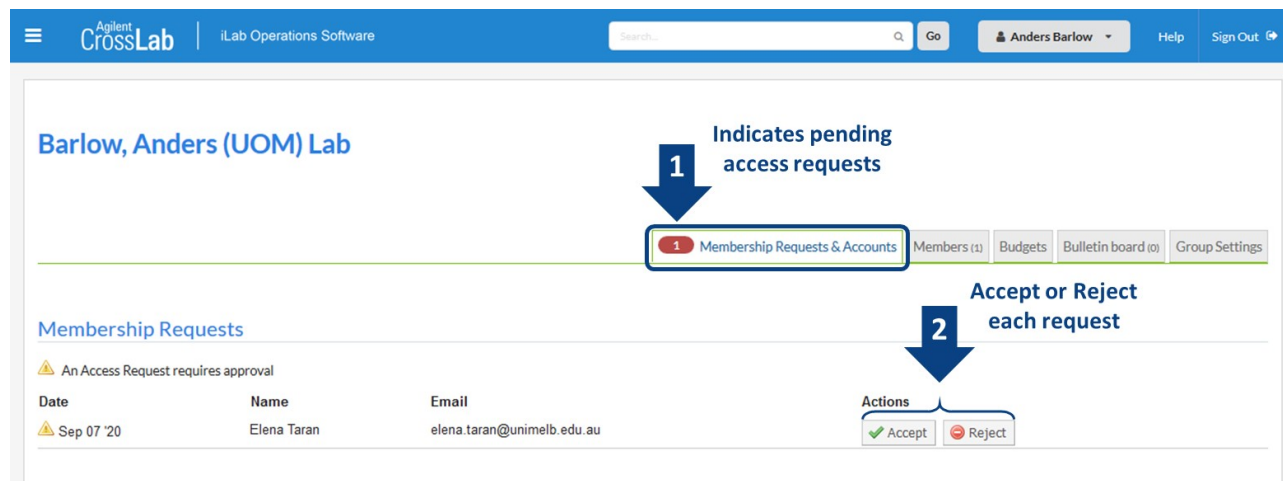 Agilent
CrossLab
iLab Operations Software
Search...
Go
Anders Barlow
Help
Sign Out
Barlow, Anders (UOM) Lab
1
Indicates pending
access requests
1 Membership Requests & Accounts
Members (1)
Budgets
Bulletin board (0)
Group Settings
2
Accept or Reject
each request
Membership Requests
An Access Request requires approval
Date Name Email Actions
Sep 07 '20 Elena Taran elena.taran@unimelb.edu.au Accept Reject